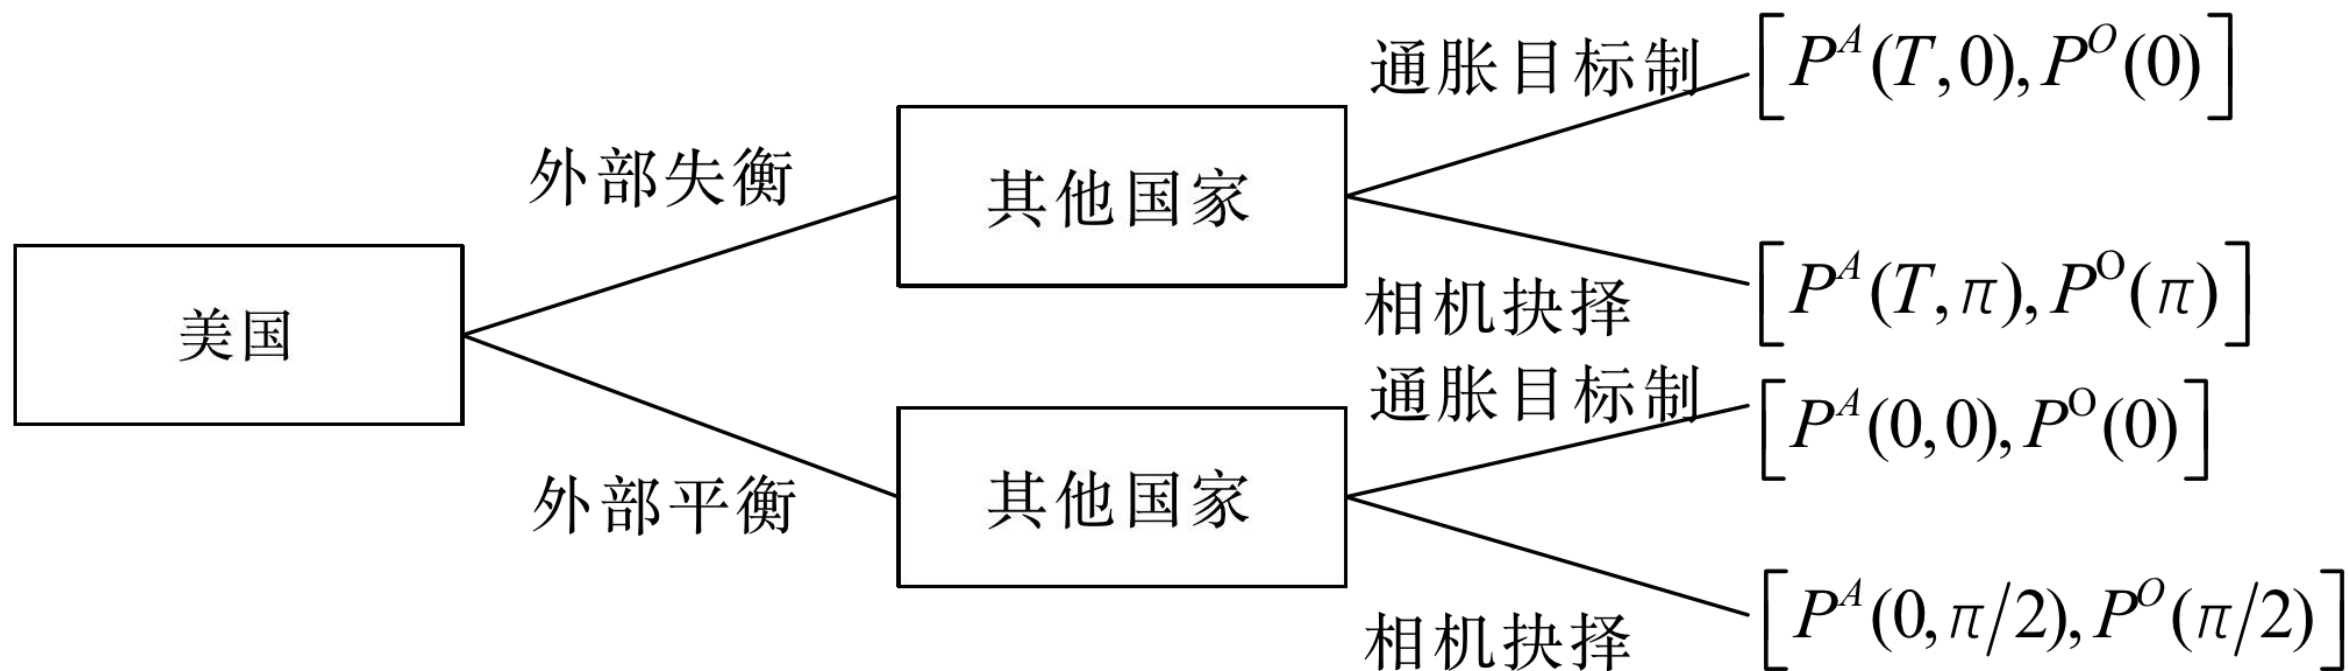 通胀目标制
[P^A(T,0), P^O(0)]
外部失衡
其他国家
相机抉择
[P^A(T,π), P^O(π)]
美国
通胀目标制
[P^A(0,0), P^O(0)]
外部平衡
其他国家
相机抉择
[P^A(0,π/2), P^O(π/2)]